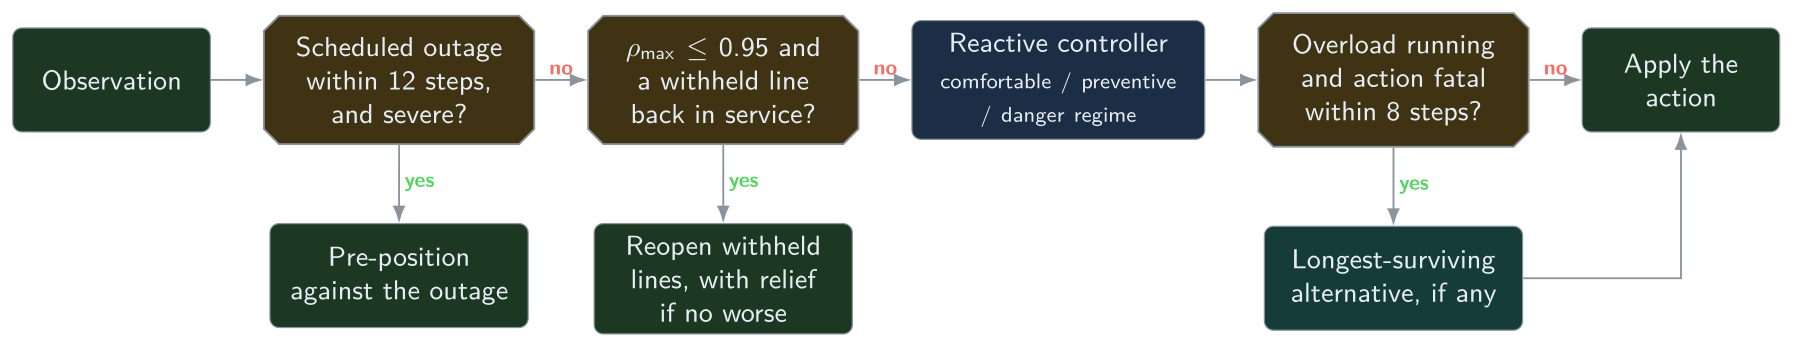 Observation
Scheduled outage
within 12 steps,
and severe?
no
yes
Pre-position
against the outage
ρmax ≤ 0.95 and
a withheld line
back in service?
no
yes
Reopen withheld
lines, with relief
if no worse
Reactive controller
comfortable / preventive
/ danger regime
Overload running
and action fatal
within 8 steps?
no
yes
Longest-surviving
alternative, if any
Apply the
action